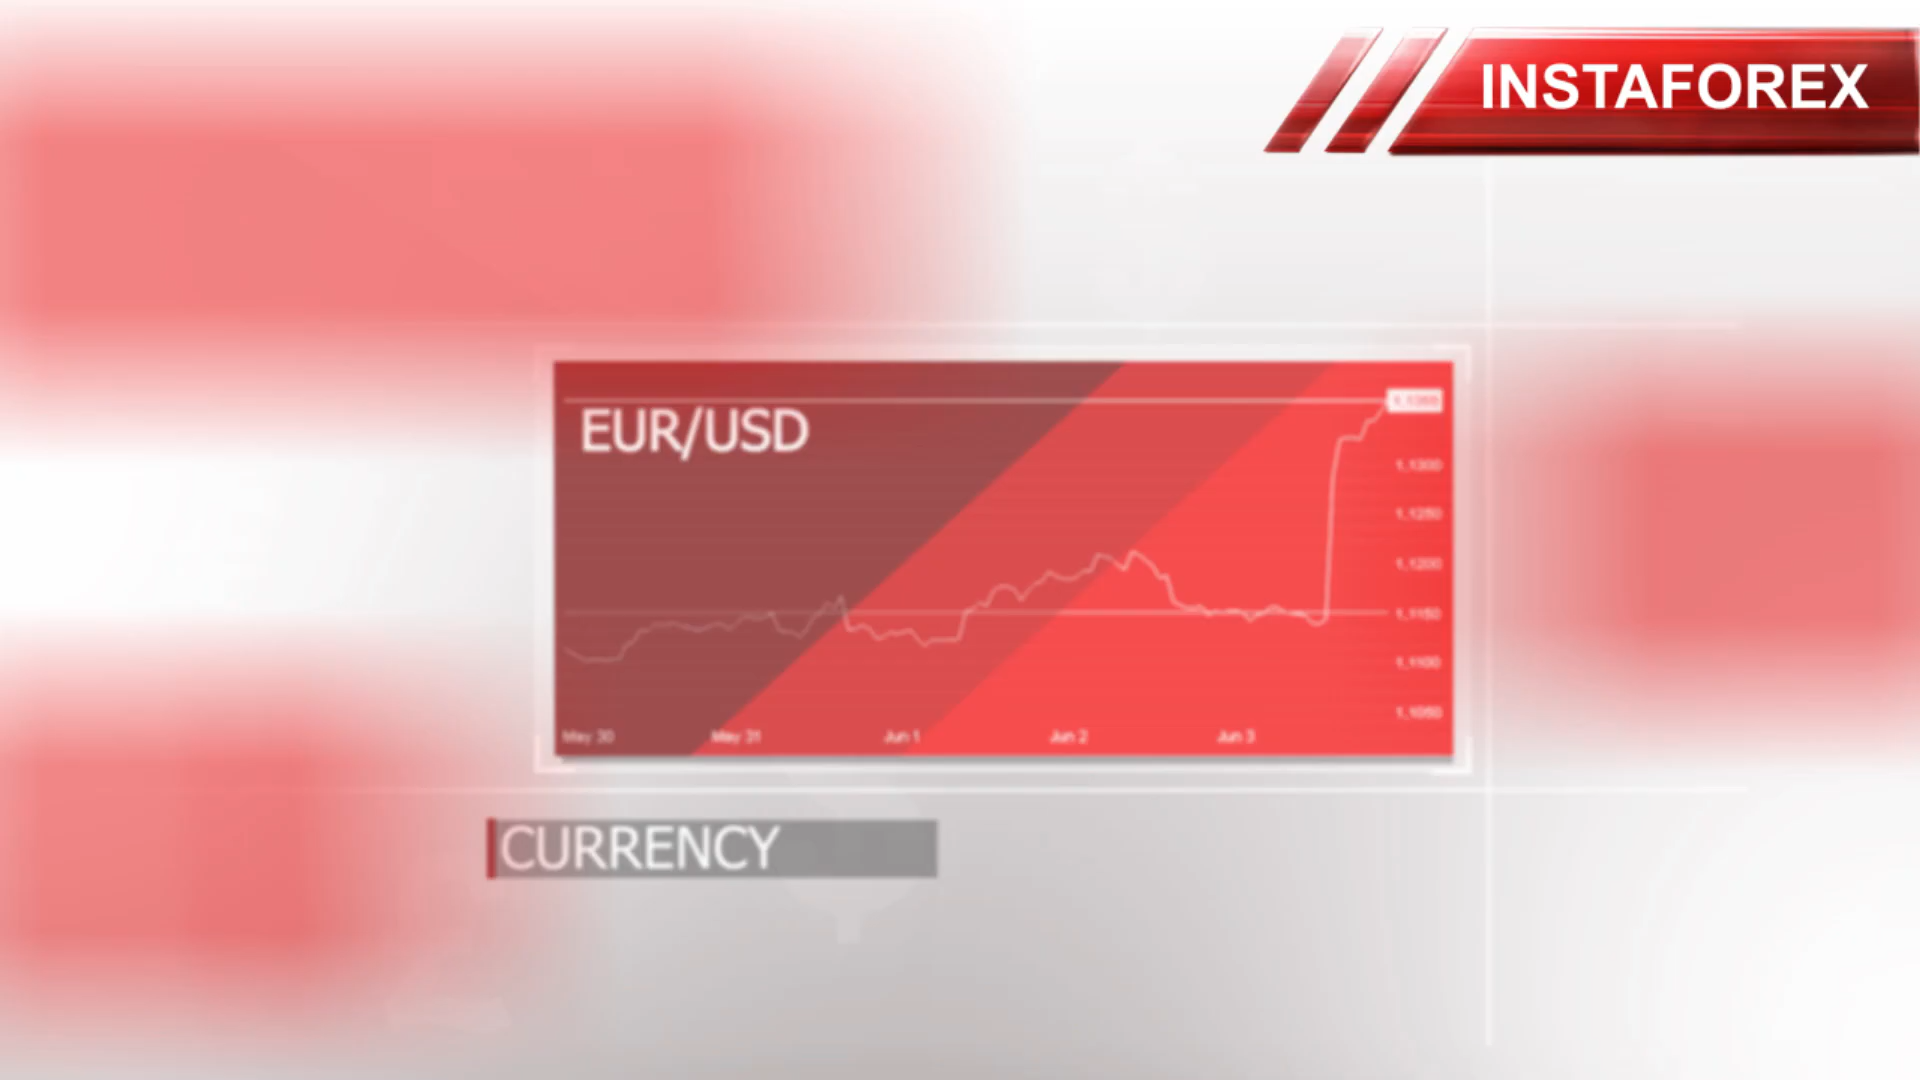 INSTAFOREX
EUR/USD
1,1300
1,1250
1,1200
1,1150
1,1100
1,1050
May 30 May 31 Jun 1 Jun 2 Jun 3
CURRENCY